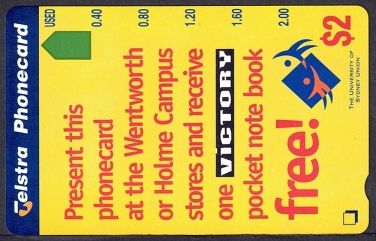 Telstra Phonecard
USED
0.40
0.80
1.20
1.60
2.00
Present this
phonecard
at the Wentworth
or Holme Campus
stores and receive
one ViCTORY
pocket note book
free!
$2
THE UNIVERSITY OF
SYDNEY UNION